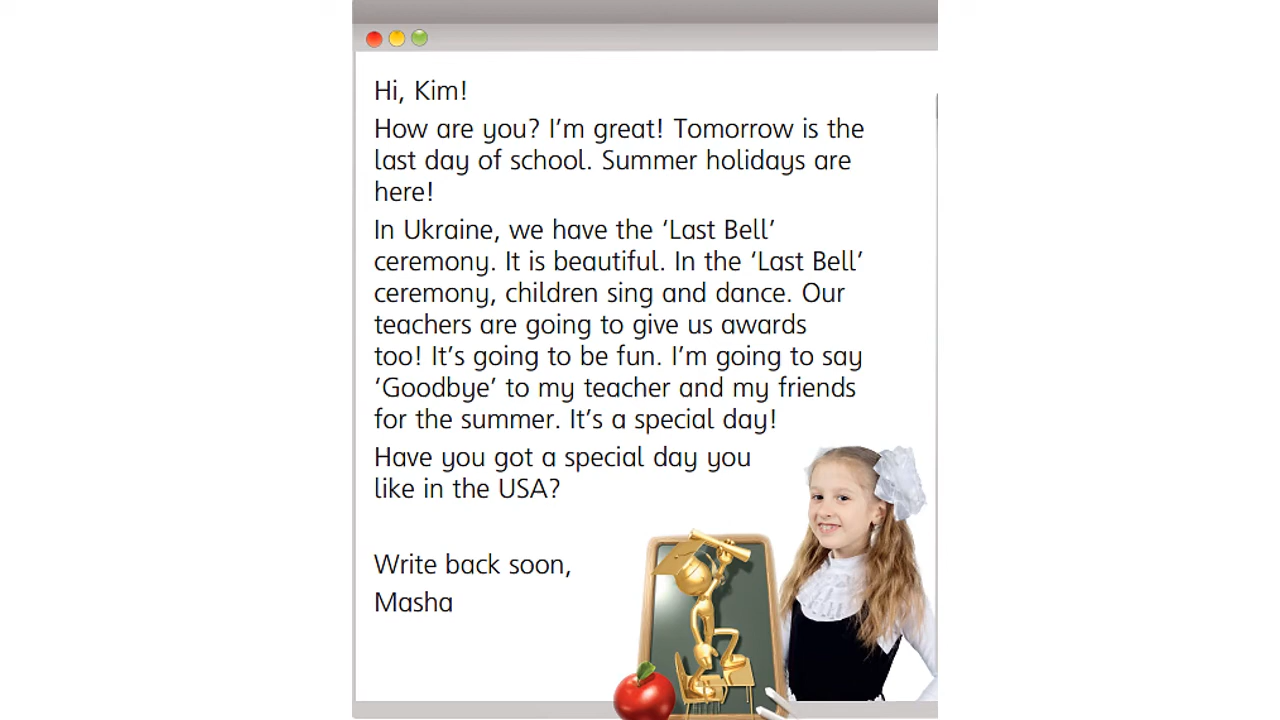 Hi, Kim!
How are you? I'm great! Tomorrow is the
last day of school. Summer holidays are
here!
In Ukraine, we have the ‘Last Bell’
ceremony. It is beautiful. In the ‘Last Bell’
ceremony, children sing and dance. Our
teachers are going to give us awards
too! It's going to be fun. I'm going to say
‘Goodbye’ to my teacher and my friends
for the summer. It's a special day!
Have you got a special day you
like in the USA?
Write back soon,
Masha